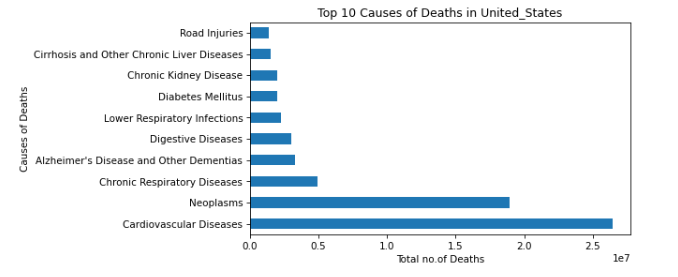 Top 10 Causes of Deaths in United_States
Causes of Deaths
Road Injuries
Cirrhosis and Other Chronic Liver Diseases
Chronic Kidney Disease
Diabetes Mellitus
Lower Respiratory Infections
Digestive Diseases
Alzheimer's Disease and Other Dementias
Chronic Respiratory Diseases
Neoplasms
Cardiovascular Diseases
0.0 0.5 1.0 1.5 2.0 2.5
1e7
Total no.of Deaths